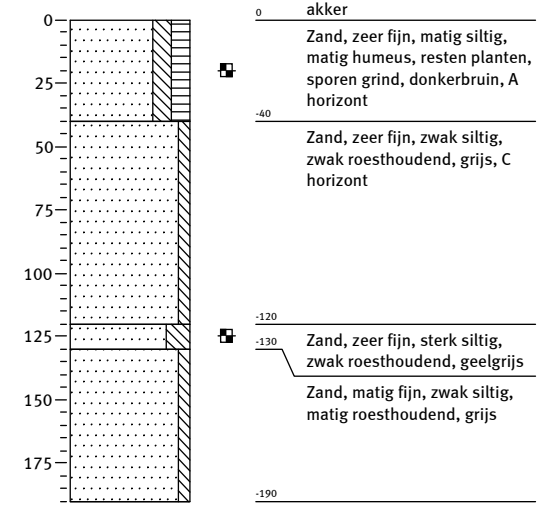 0
25
50
75
100
125
150
175
0
akker
Zand, zeer fijn, matig siltig,
matig humeus, resten planten,
sporen grind, donkerbruin, A
horizont
-40
Zand, zeer fijn, zwak siltig,
zwak roesthoudend, grijs, C
horizont
-120
Zand, zeer fijn, sterk siltig,
zwak roesthoudend, geelgrijs
-130
Zand, matig fijn, zwak siltig,
matig roesthoudend, grijs
-190